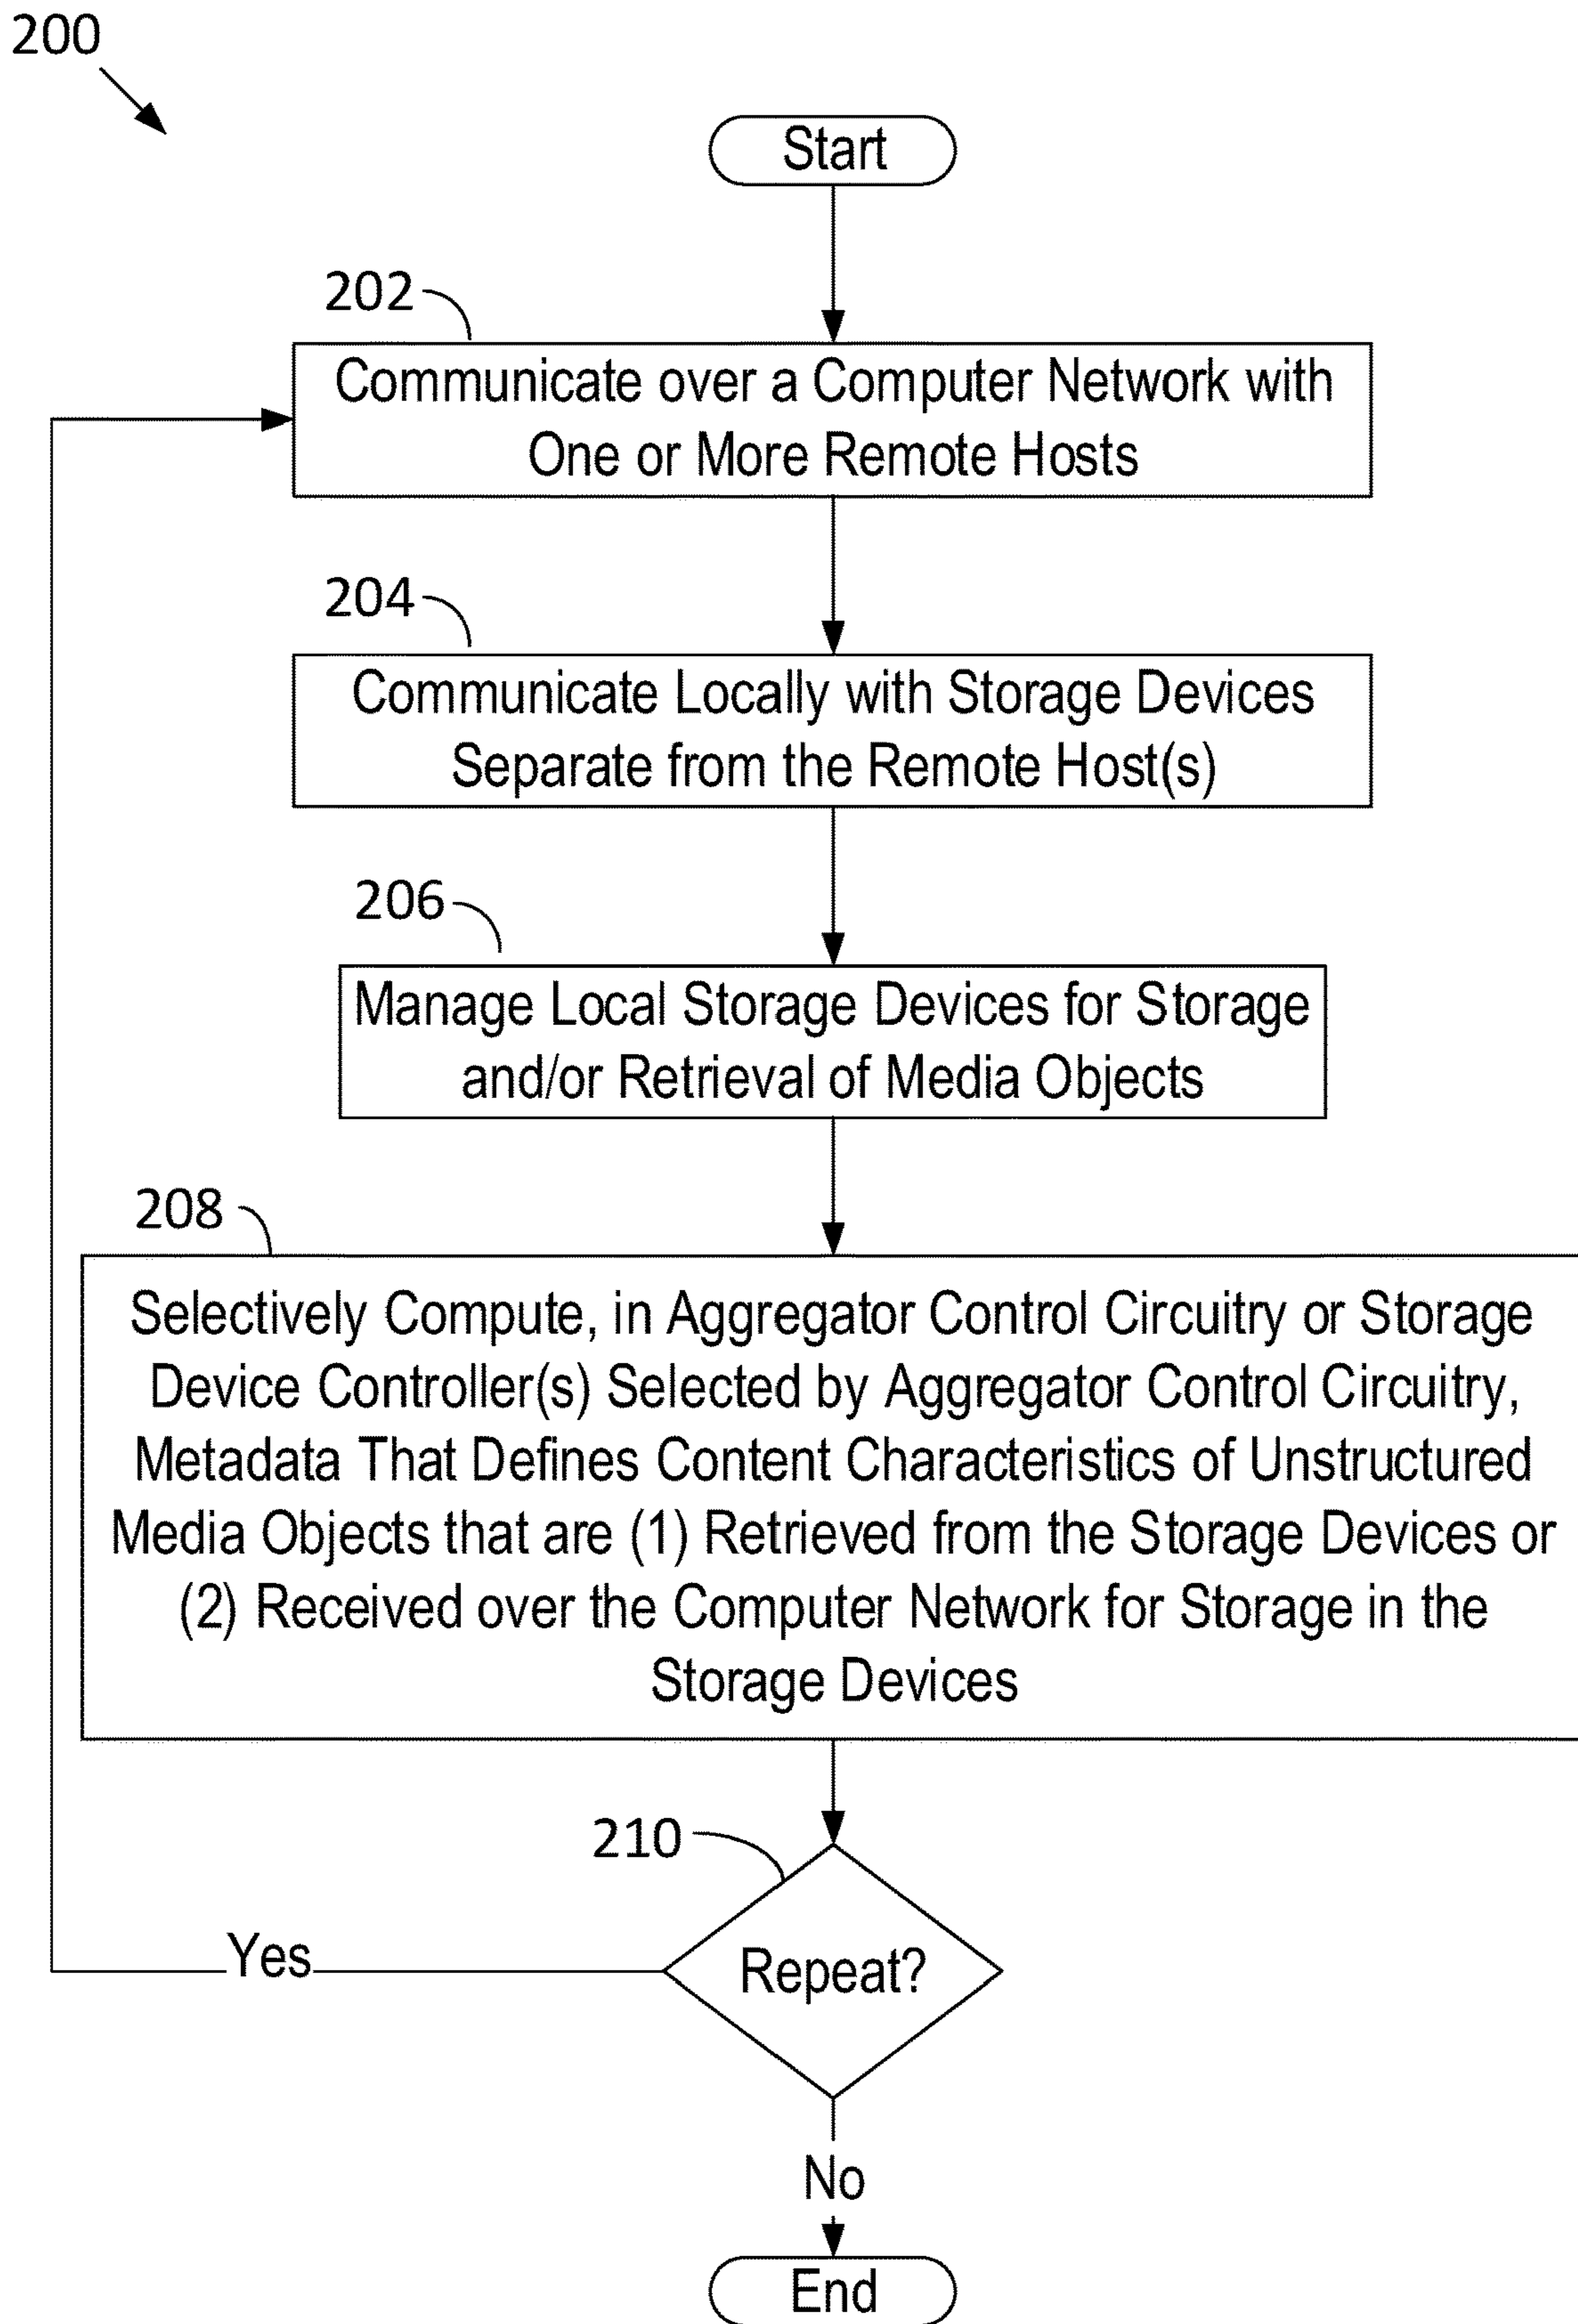 200
Start
202
Communicate over a Computer Network with
One or More Remote Hosts
204
Communicate Locally with Storage Devices
Separate from the Remote Host(s)
206
Manage Local Storage Devices for Storage
and/or Retrieval of Media Objects
208
Selectively Compute, in Aggregator Control Circuitry or Storage
Device Controller(s) Selected by Aggregator Control Circuitry,
Metadata That Defines Content Characteristics of Unstructured
Media Objects that are (1) Retrieved from the Storage Devices or
(2) Received over the Computer Network for Storage in the
Storage Devices
210
Repeat?
Yes
No
End